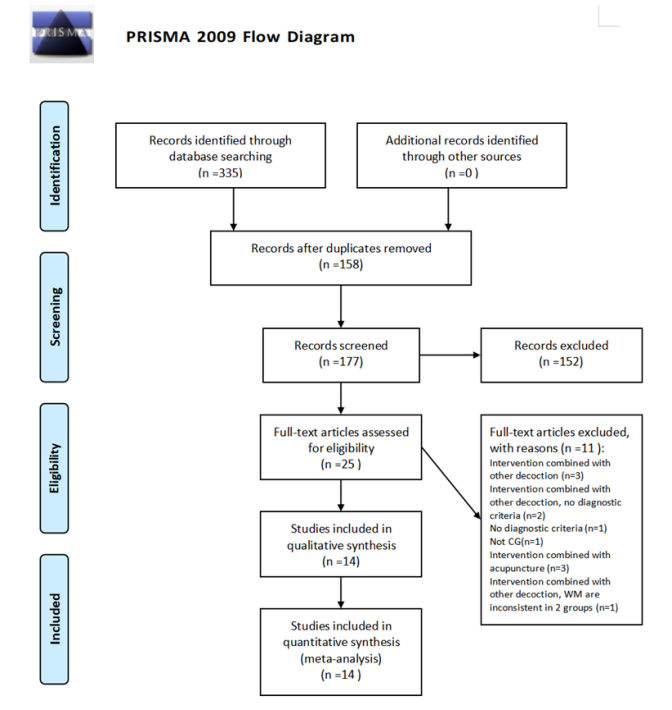 PRISMA
PRISMA 2009 Flow Diagram
Identification
Records identified through
database searching
(n =335)
Additional records identified
through other sources
(n =0 )
Records after duplicates removed
(n =158)
Screening
Records screened
(n =177)
Records excluded
(n =152)
Eligibility
Full-text articles assessed
for eligibility
(n =25 )
Full-text articles excluded,
with reasons (n =11 ):
Intervention combined with
other decoction (n=3)
Intervention combined with
other decoction, no diagnostic
criteria (n=2)
No diagnostic criteria (n=1)
Not CG(n=1)
Intervention combined with
acupuncture (n=3)
Intervention combined with
other decoction, WM are
inconsistent in 2 groups (n=1)
Studies included in
qualitative synthesis
(n =14)
Included
Studies included in
quantitative synthesis
(meta-analysis)
(n =14 )